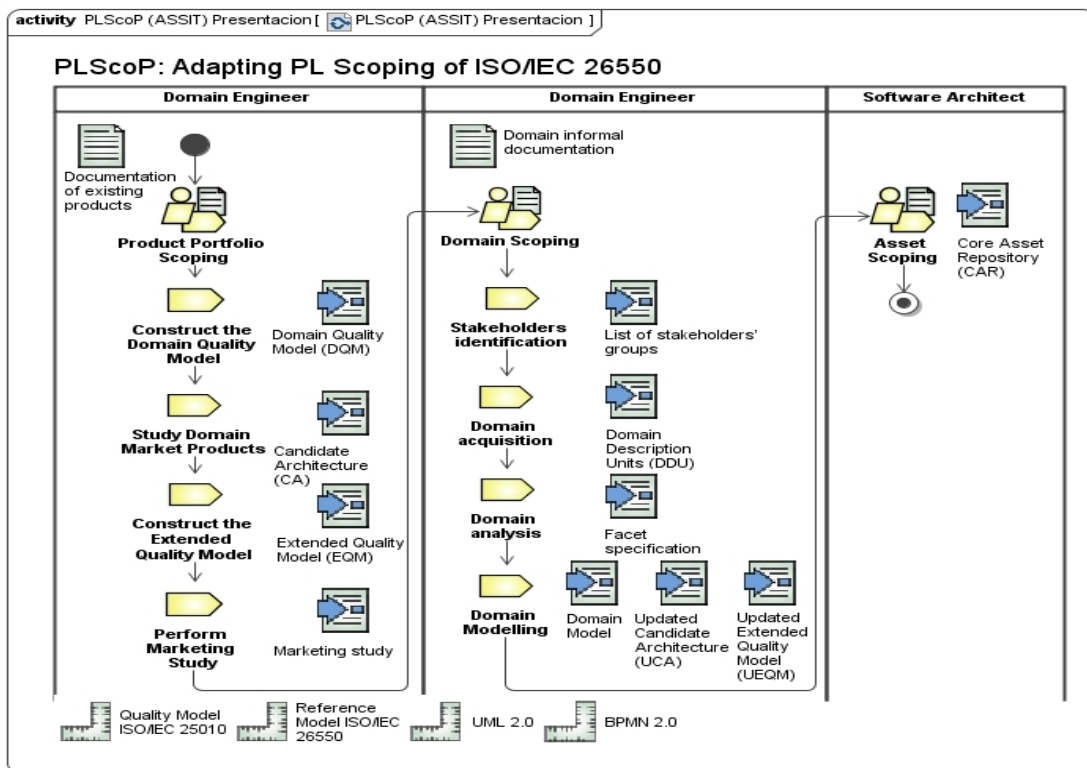 activity PLScoP (ASSIT) Presentacion [ PLScoP (ASSIT) Presentacion ]
PLScoP: Adapting PL Scoping of ISO/IEC 26550
Domain Engineer
Domain Engineer
Software Architect
Documentation
of existing
products
Product Portfolio
Scoping
Construct the
Domain Quality
Model
Domain Quality
Model (DQM)
Study Domain
Market Products
Candidate
Architecture
(CA)
Construct the
Extended
Quality Model
Extended Quality
Model (EQM)
Perform
Marketing
Study
Marketing study
Domain informal
documentation
Domain Scoping
Stakeholders
identification
List of stakeholders'
groups
Domain
acquisition
Domain
Description
Units (DDU)
Domain
analysis
Facet
specification
Domain
Modelling
Domain
Model
Updated
Candidate
Architecture
(UCA)
Updated
Extended
Quality
Model
(UEQM)
Asset
Scoping
Core Asset
Repository
(CAR)
Quality Model
ISO/IEC 25010
Reference
Model ISO/IEC
26550
UML 2.0
BPMN 2.0